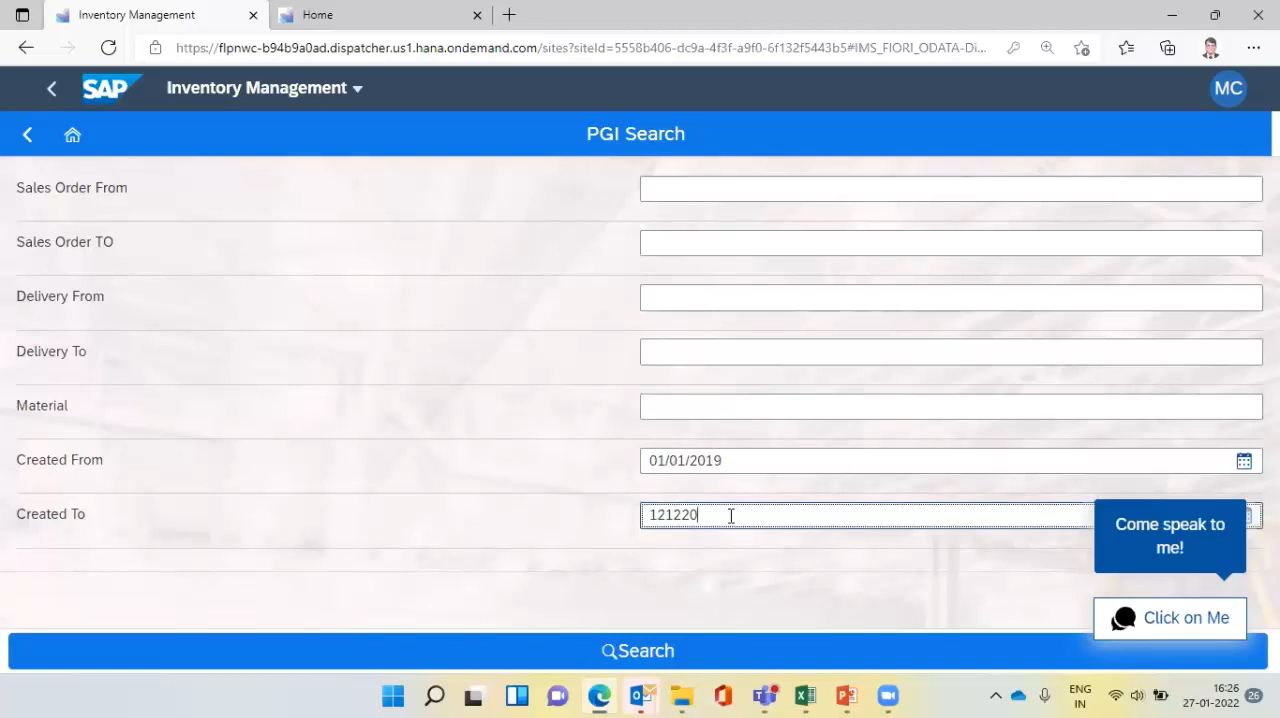 Inventory Management
Home
https://flpnwc-b94b9a0ad.dispatcher.us1.hana.ondemand.com/sites?siteId=5558b406-dc9a-4f3f-a9f0-6f132f5443b5#IMS_FIORI_ODATA-Di...
SAP
Inventory Management
MC
PGI Search
Sales Order From
Sales Order TO
Delivery From
Delivery To
Material
Created From
01/01/2019
Created To
121220
Come speak to
me!
Click on Me
Search
ENG
IN
16:26
27-01-2022
26